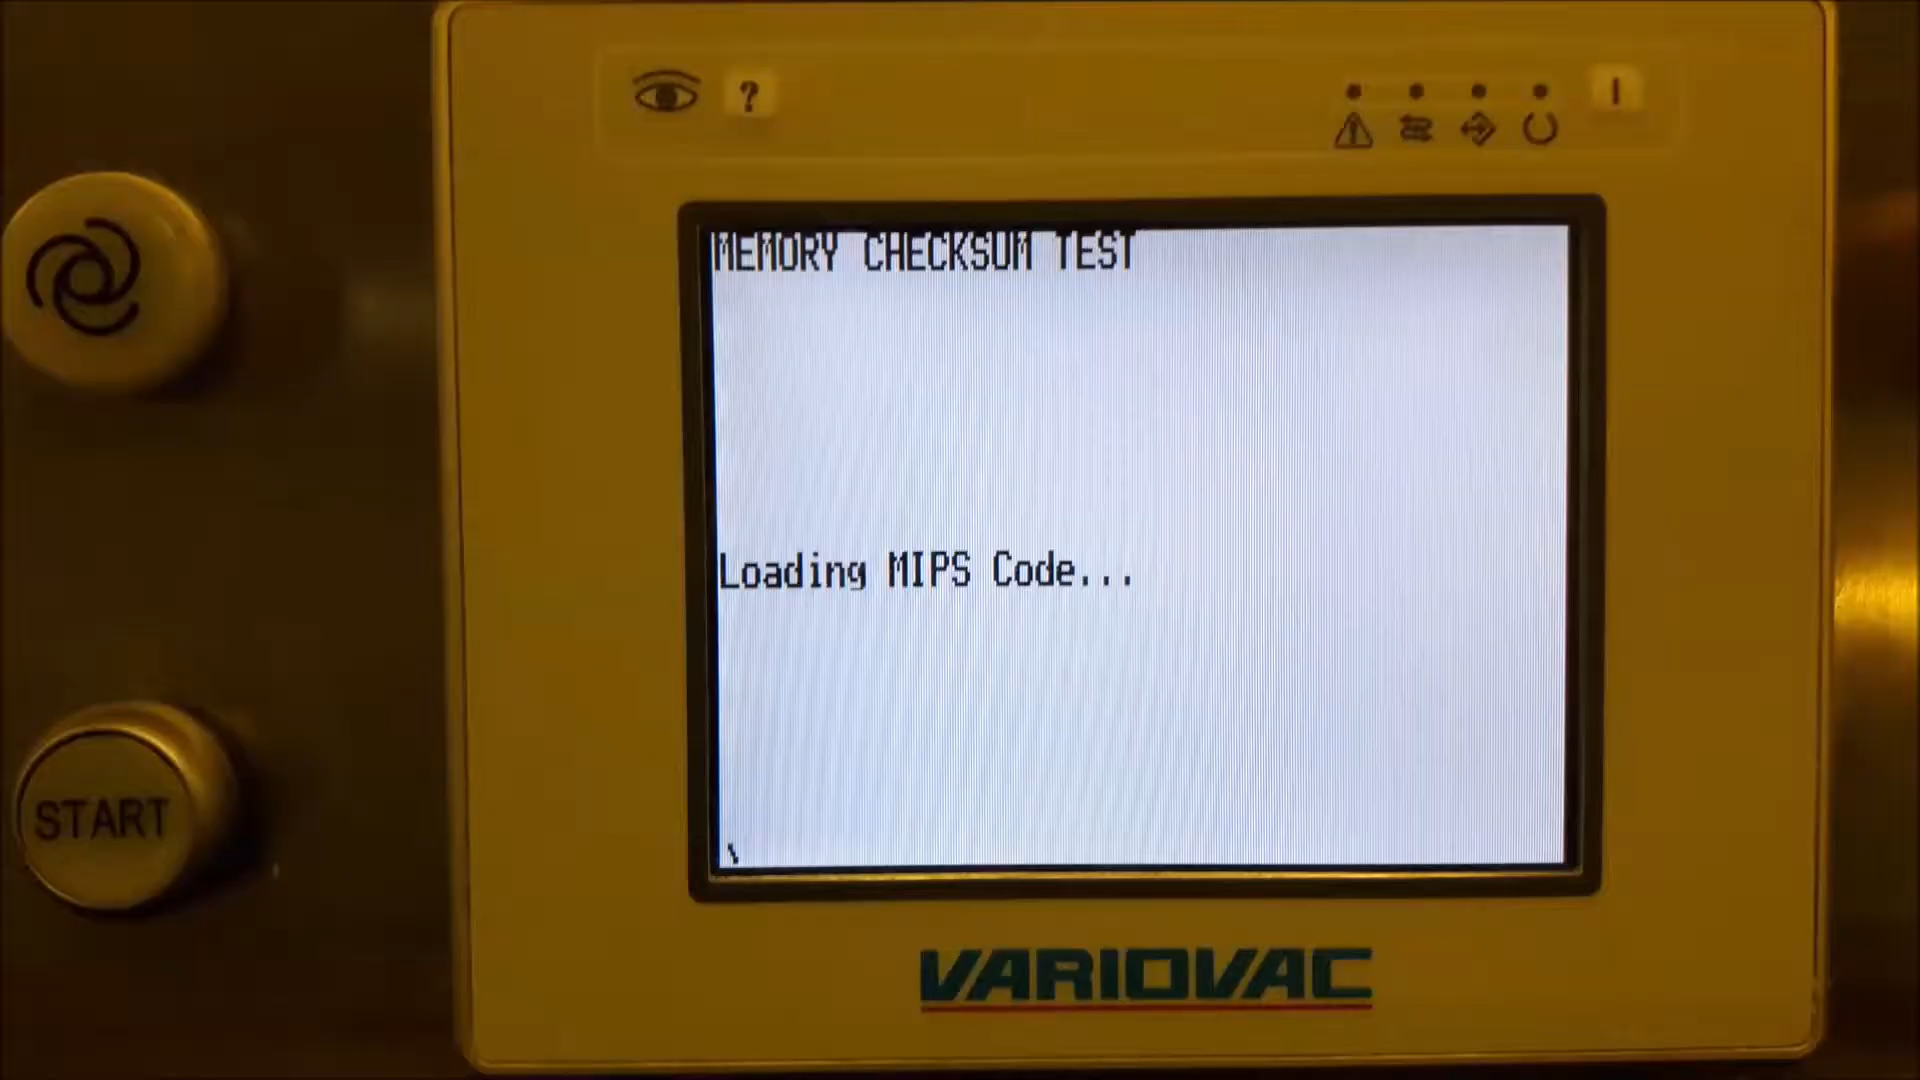 ?
I
MEMORY CHECKSUM TEST
Loading MIPS Code...
\
START
VARIOVAC